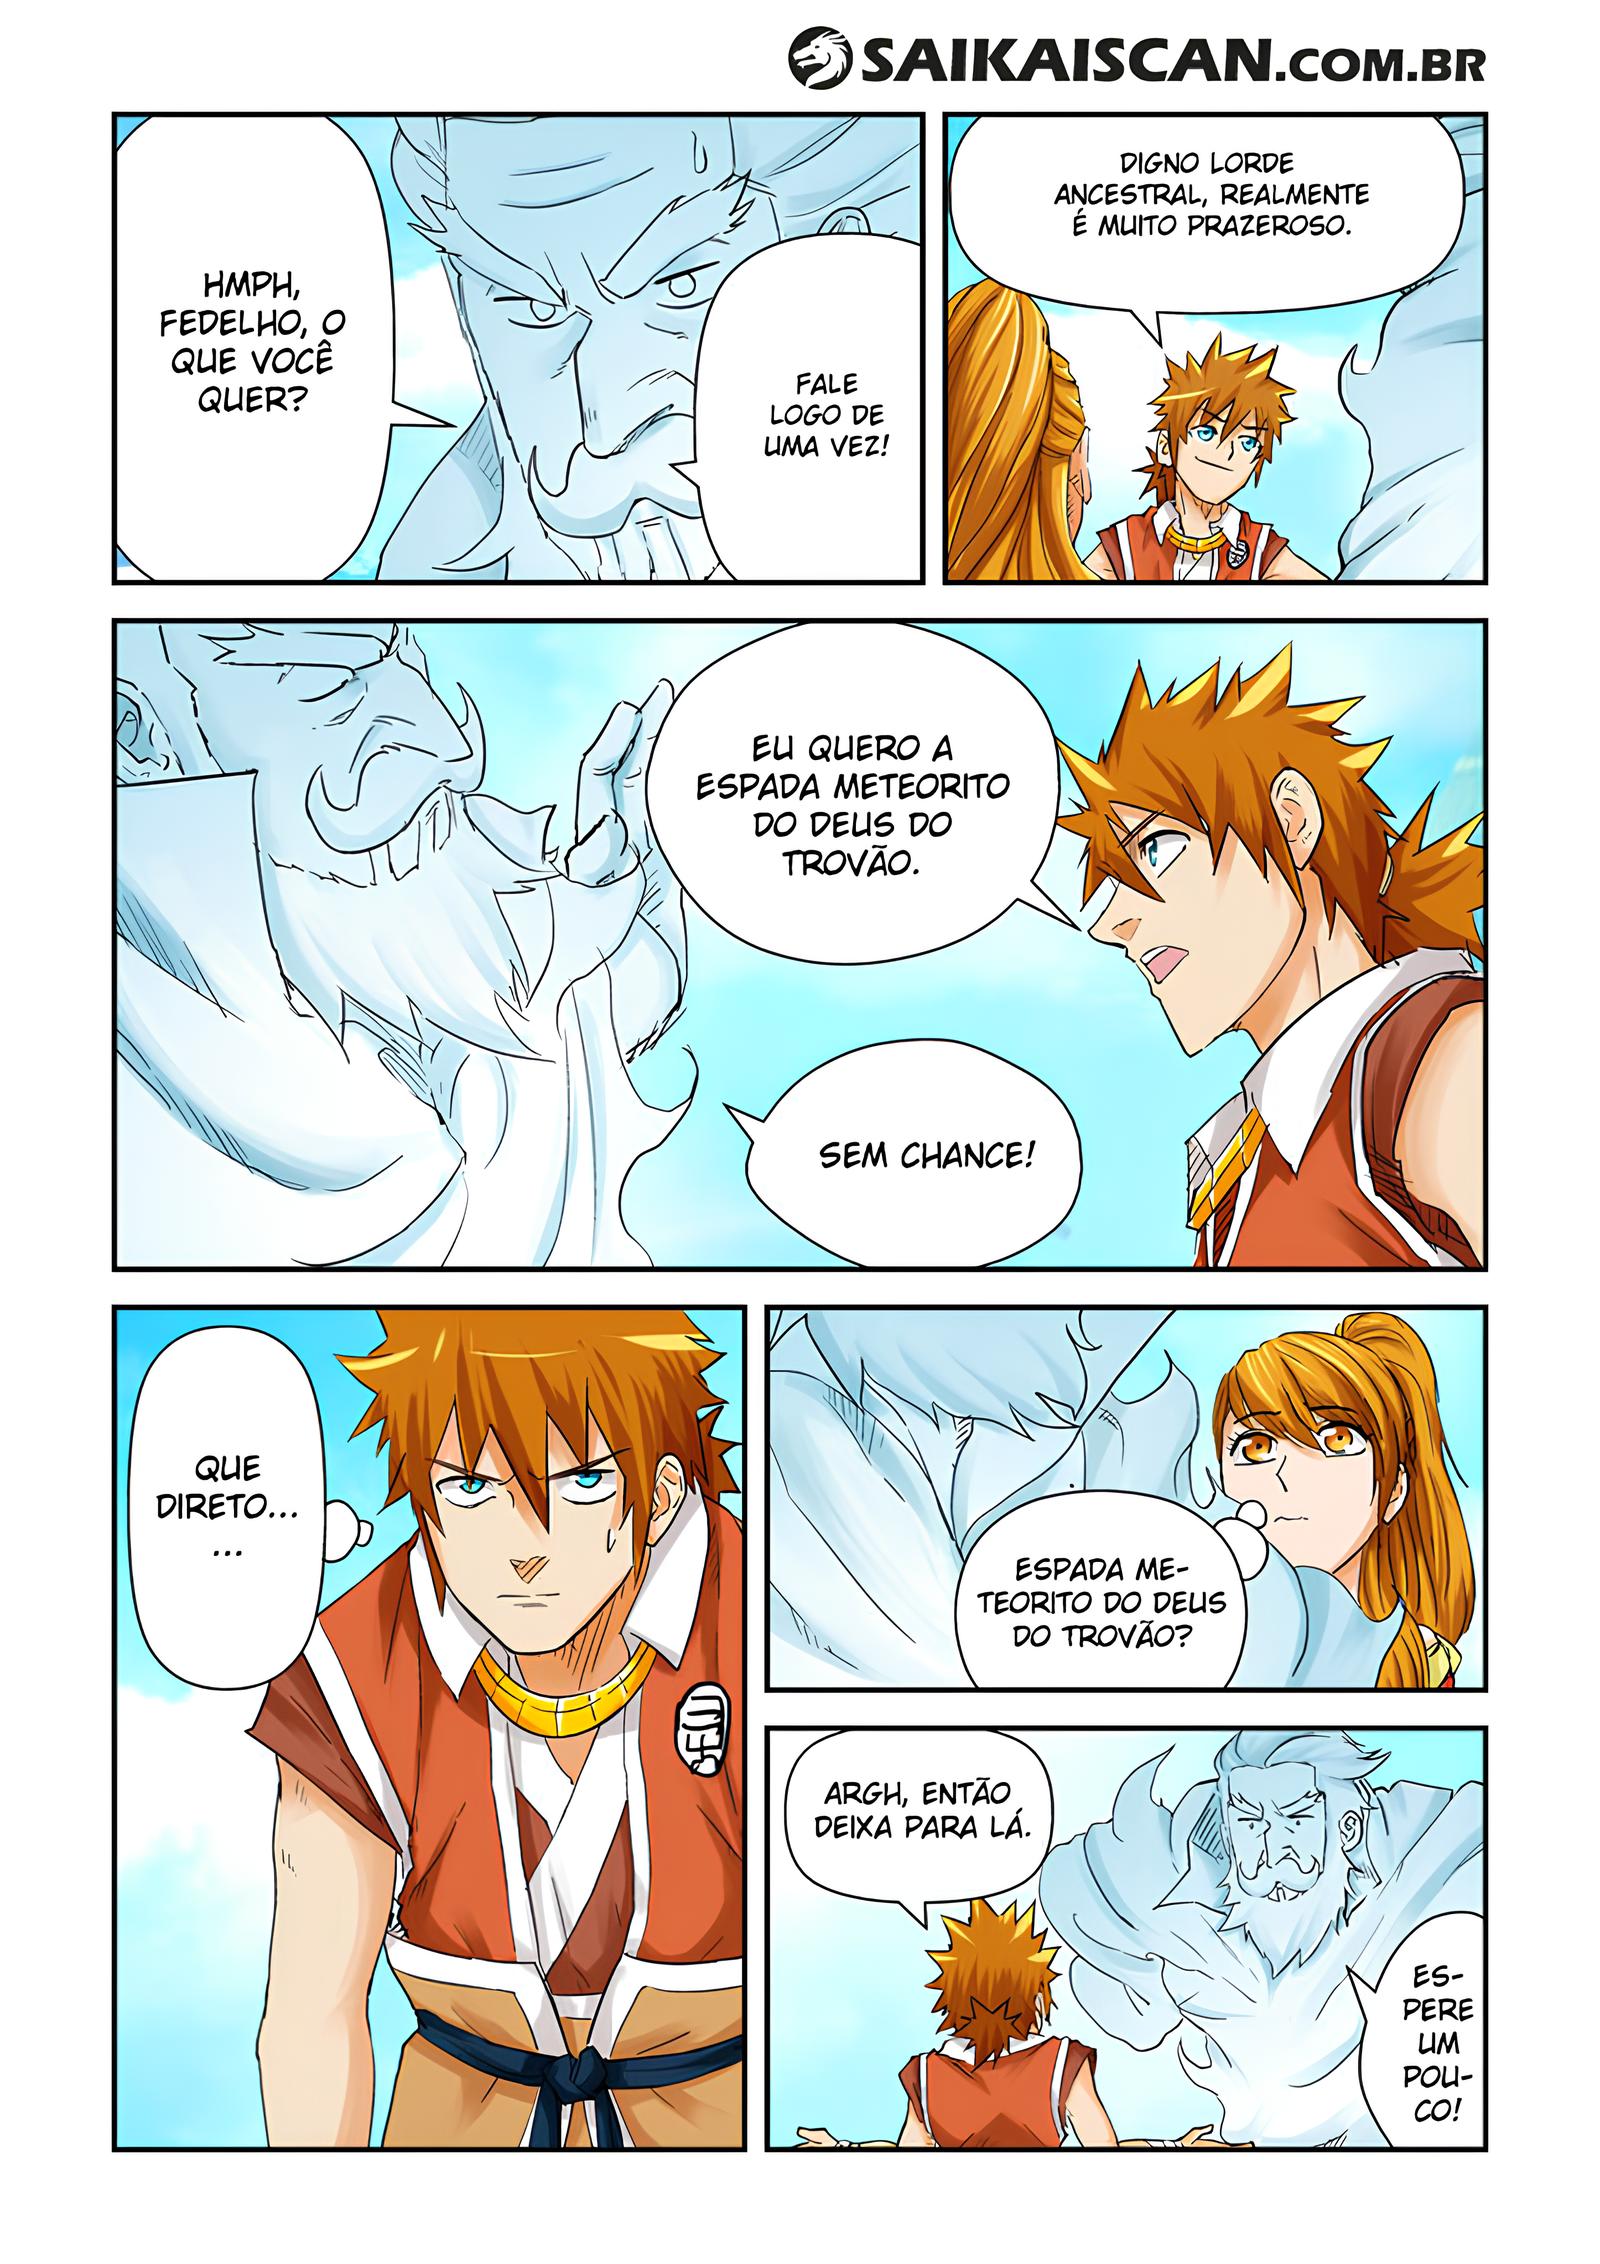 SAIKAISCAN.COM.BR
HMPH,
FEDELHO, O
QUE VOCÊ
QUER?
FALE
LOGO DE
UMA VEZ!
DIGNO LORDE
ANCESTRAL, REALMENTE
É MUITO PRAZEROSO.
EU QUERO A
ESPADA METEORITO
DO DEUS DO
TROVÃO.
SEM CHANCE!
QUE
DIRETO...
...
ESPADA ME-
TEORITO DO DEUS
DO TROVÃO?
ARGH, ENTÃO
DEIXA PARA LÁ.
ES-
PERE
UM
POU-
CO!